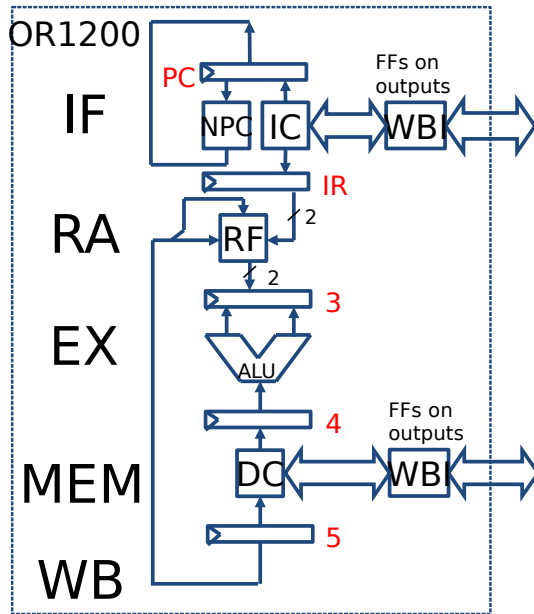 OR1200
PC
FFs on
outputs
IF
NPC
IC
WBI
IR
2
RA
RF
2
3
EX
ALU
4
FFs on
outputs
MEM
DC
WBI
5
WB